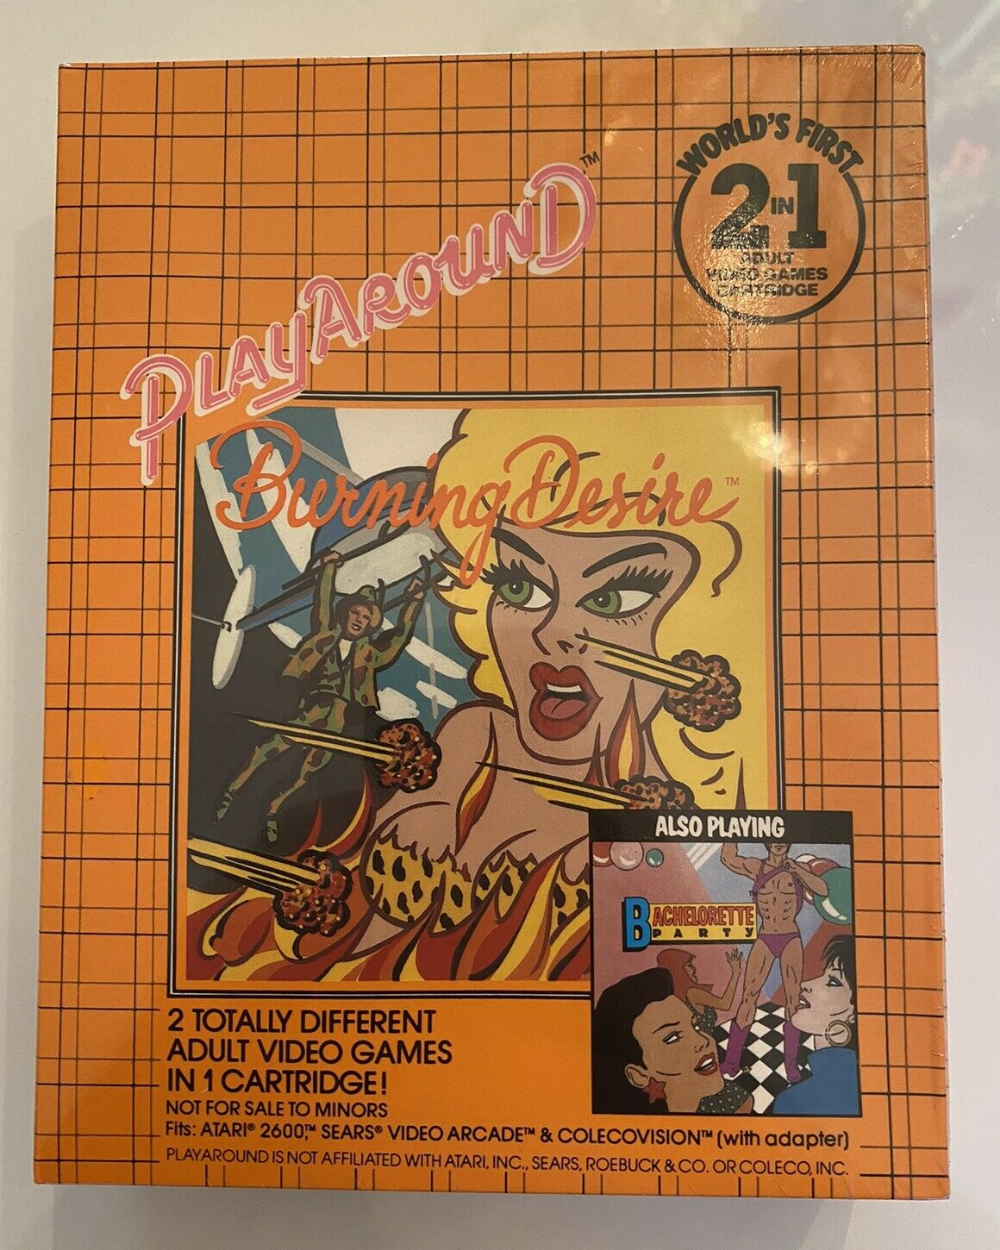 WORLD'S FIRST
2 IN 1
ADULT
VIDEO GAMES
CARTRIDGE
PLAYAROUND™
Burning Desire™
ALSO PLAYING
BACHELORETTE™
PARTY
2 TOTALLY DIFFERENT
ADULT VIDEO GAMES
IN 1 CARTRIDGE!
NOT FOR SALE TO MINORS
Fits: ATARI® 2600,™ SEARS® VIDEO ARCADE™ & COLECOVISION™ (with adapter)
PLAYAROUND IS NOT AFFILIATED WITH ATARI, INC., SEARS, ROEBUCK & CO. OR COLECO, INC.